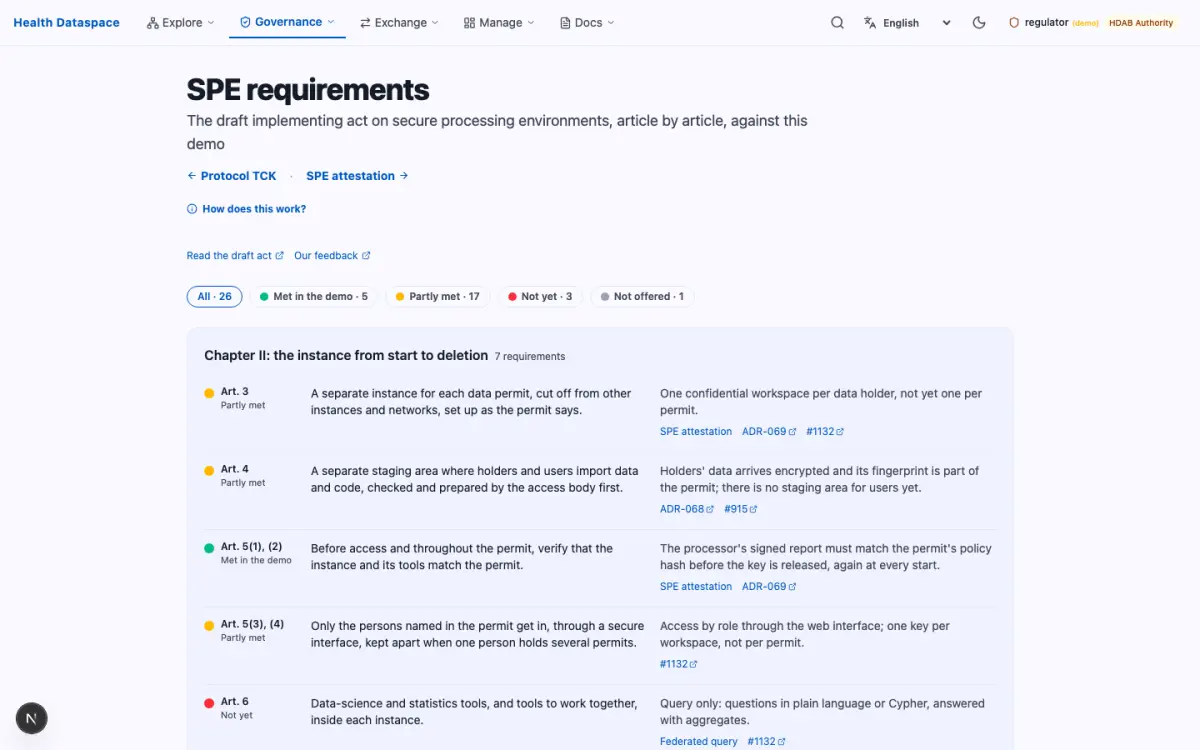 Health Dataspace Explore Governance Exchange Manage Docs English regulator (demo) HDAB Authority
SPE requirements
The draft implementing act on secure processing environments, article by article, against this
demo
← Protocol TCK · SPE attestation →
How does this work?
Read the draft act Our feedback
All · 26 Met in the demo · 5 Partly met · 17 Not yet · 3 Not offered · 1
Chapter II: the instance from start to deletion 7 requirements
Art. 3
Partly met
A separate instance for each data permit, cut off from other
instances and networks, set up as the permit says.
One confidential workspace per data holder, not yet one per
permit.
SPE attestation ADR-069 #1132
Art. 4
Partly met
A separate staging area where holders and users import data
and code, checked and prepared by the access body first.
Holders' data arrives encrypted and its fingerprint is part of
the permit; there is no staging area for users yet.
ADR-068 #915
Art. 5(1), (2)
Met in the demo
Before access and throughout the permit, verify that the
instance and its tools match the permit.
The processor's signed report must match the permit's policy
hash before the key is released, again at every start.
SPE attestation ADR-069
Art. 5(3), (4)
Partly met
Only the persons named in the permit get in, through a secure
interface, kept apart when one person holds several permits.
Access by role through the web interface; one key per
workspace, not per permit.
#1132
Art. 6
Not yet
Data-science and statistics tools, and tools to work together,
inside each instance.
Query only: questions in plain language or Cypher, answered
with aggregates.
Federated query #1132
N